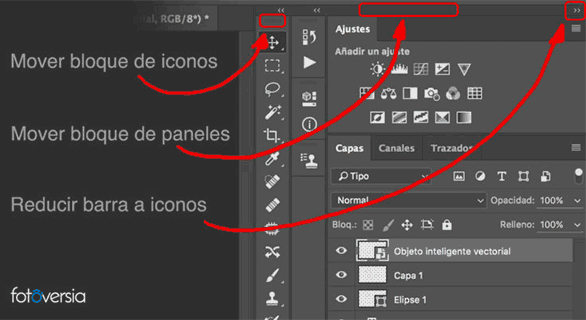 nal, RGB/8*) *
Ajustes
Añadir un ajuste
Mover bloque de iconos
Mover bloque de paneles
Reducir barra a iconos
Capas Canales Trazados
Tipo
Normal Opacidad: 100%
Bloq.: Relleno: 100%
Objeto inteligente vectorial
Capa 1
Elipse 1
fotoversia